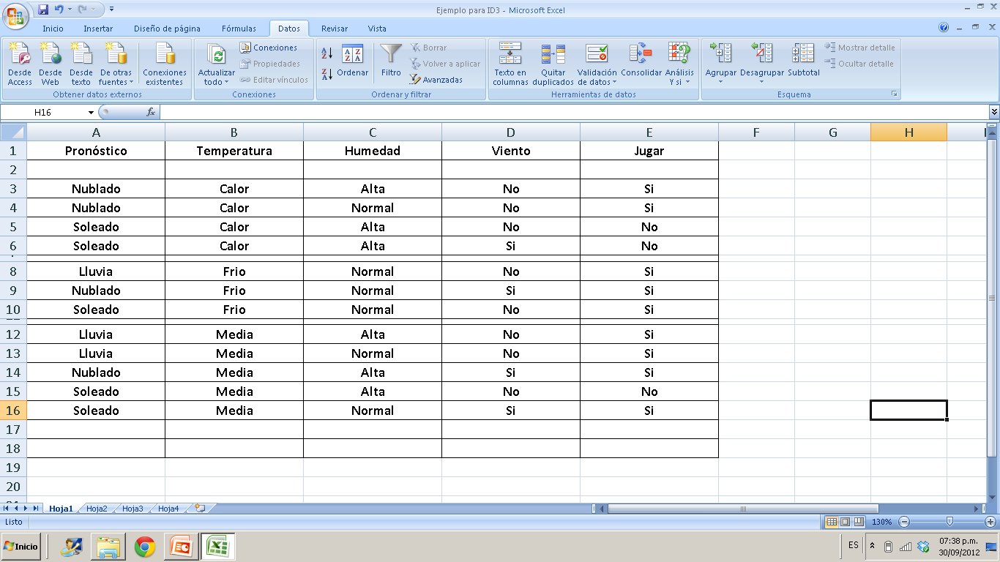 Ejemplo para ID3 - Microsoft Excel
Inicio Insertar Diseño de página Fórmulas Datos Revisar Vista
Desde Access
Desde Web
Desde texto
De otras fuentes
Conexiones existentes
Obtener datos externos
Actualizar todo
Conexiones
Propiedades
Editar vínculos
Conexiones
Ordenar
Filtro
Borrar
Volver a aplicar
Avanzadas
Ordenar y filtrar
Texto en columnas
Quitar duplicados
Validación de datos
Consolidar
Análisis Y si
Herramientas de datos
Agrupar
Desagrupar
Subtotal
Mostrar detalle
Ocultar detalle
Esquema
H16 fx
A B C D E F G H
1 Pronóstico Temperatura Humedad Viento Jugar
2
3 Nublado Calor Alta No Si
4 Nublado Calor Normal No Si
5 Soleado Calor Alta No No
6 Soleado Calor Alta Si No
8 Lluvia Frio Normal No Si
9 Nublado Frio Normal Si Si
10 Soleado Frio Normal No Si
12 Lluvia Media Alta No Si
13 Lluvia Media Normal No Si
14 Nublado Media Alta Si Si
15 Soleado Media Alta No No
16 Soleado Media Normal Si Si
17
18
19
20
Hoja1 Hoja2 Hoja3 Hoja4
Listo 130%
Inicio ES 07:38 p.m.
30/09/2012